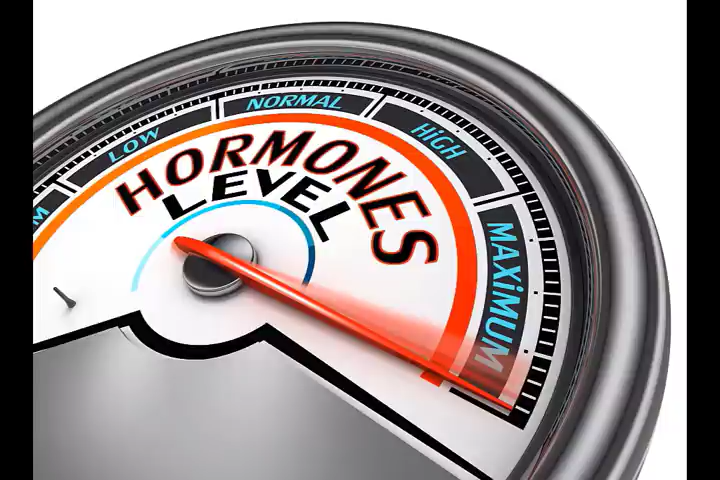 LOW
NORMAL
HiGH
MAXiMUM
HORMONES
LEVEL